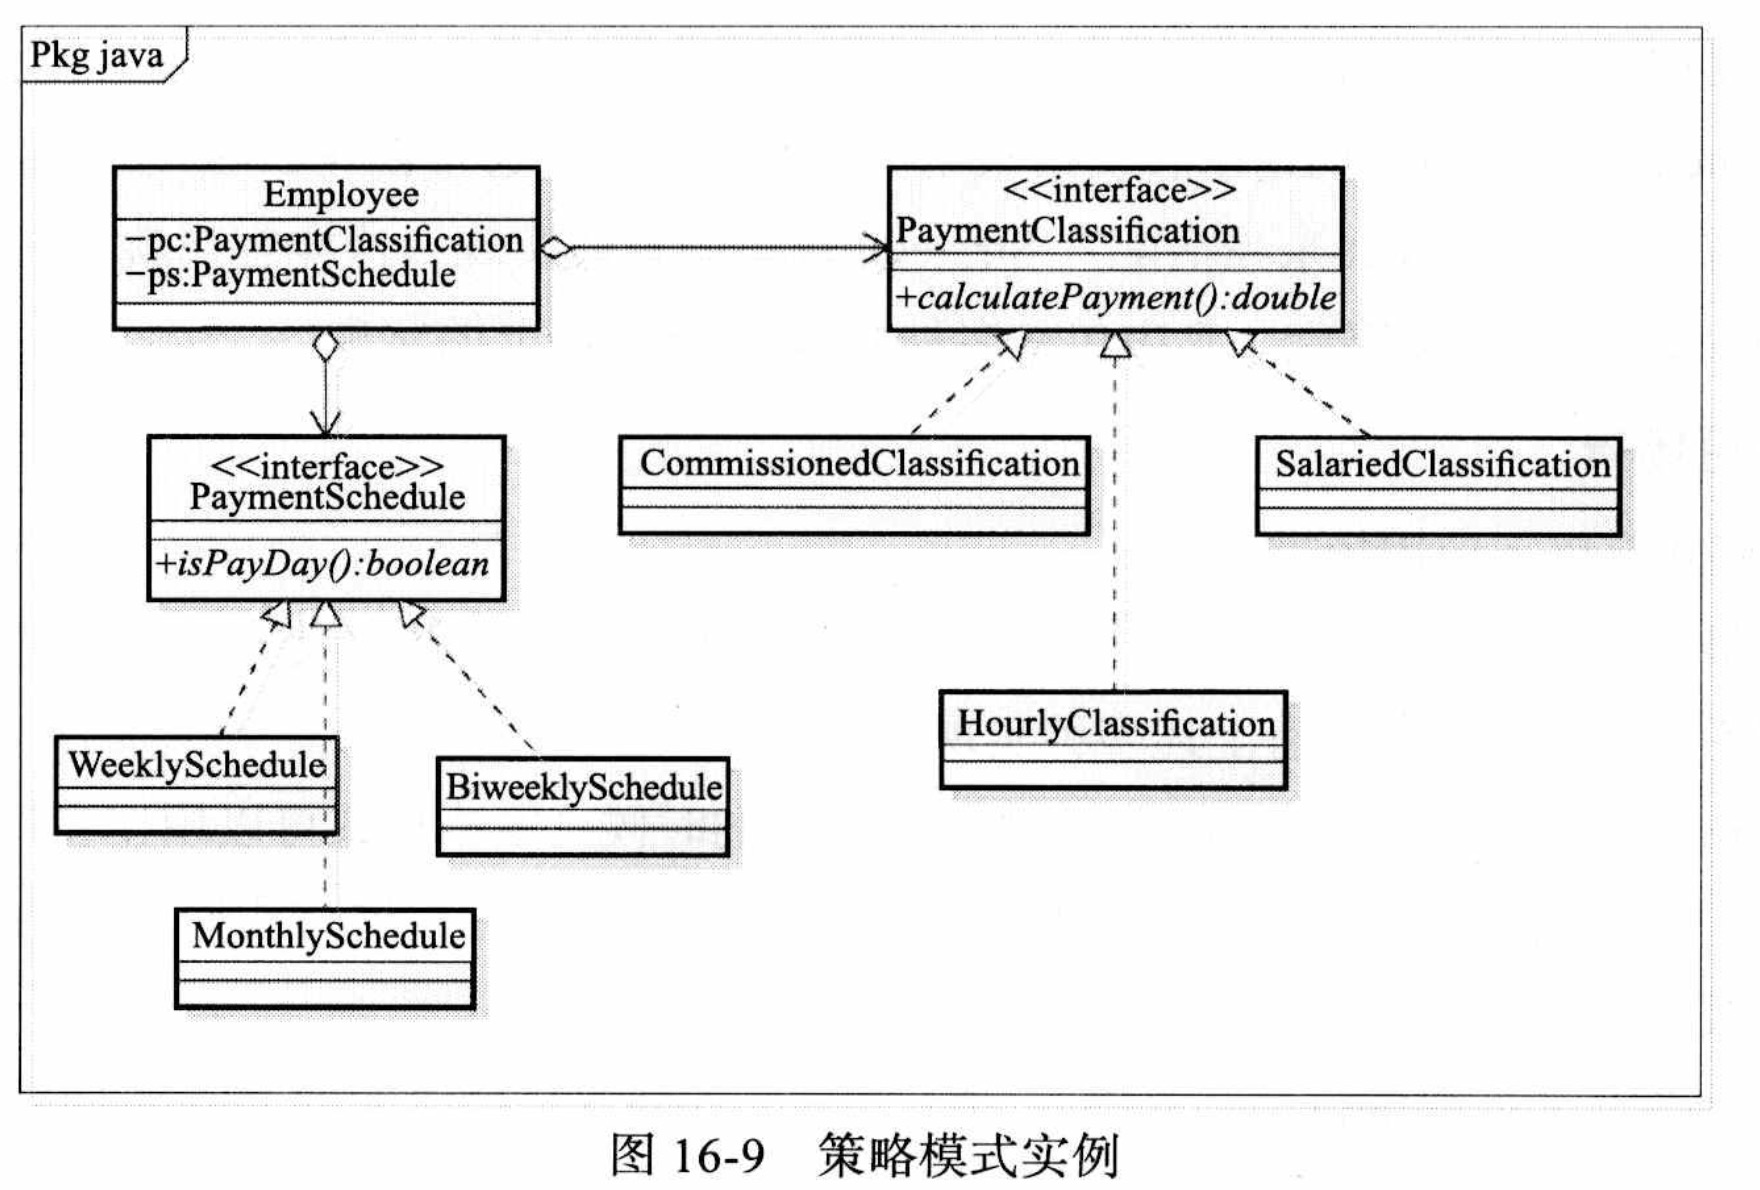 Pkg java
Employee
−pc:PaymentClassification
−ps:PaymentSchedule
<<interface>>
PaymentClassification
+calculatePayment():double
<<interface>>
PaymentSchedule
+isPayDay():boolean
CommissionedClassification
SalariedClassification
HourlyClassification
WeeklySchedule
BiweeklySchedule
MonthlySchedule
图 16-9 策略模式实例